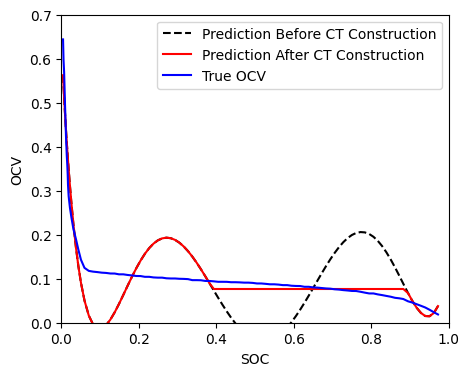 0.7
0.6
0.5
0.4
0.3
0.2
0.1
0.0
OCV
Prediction Before CT Construction
Prediction After CT Construction
True OCV
0.0 0.2 0.4 0.6 0.8 1.0
SOC